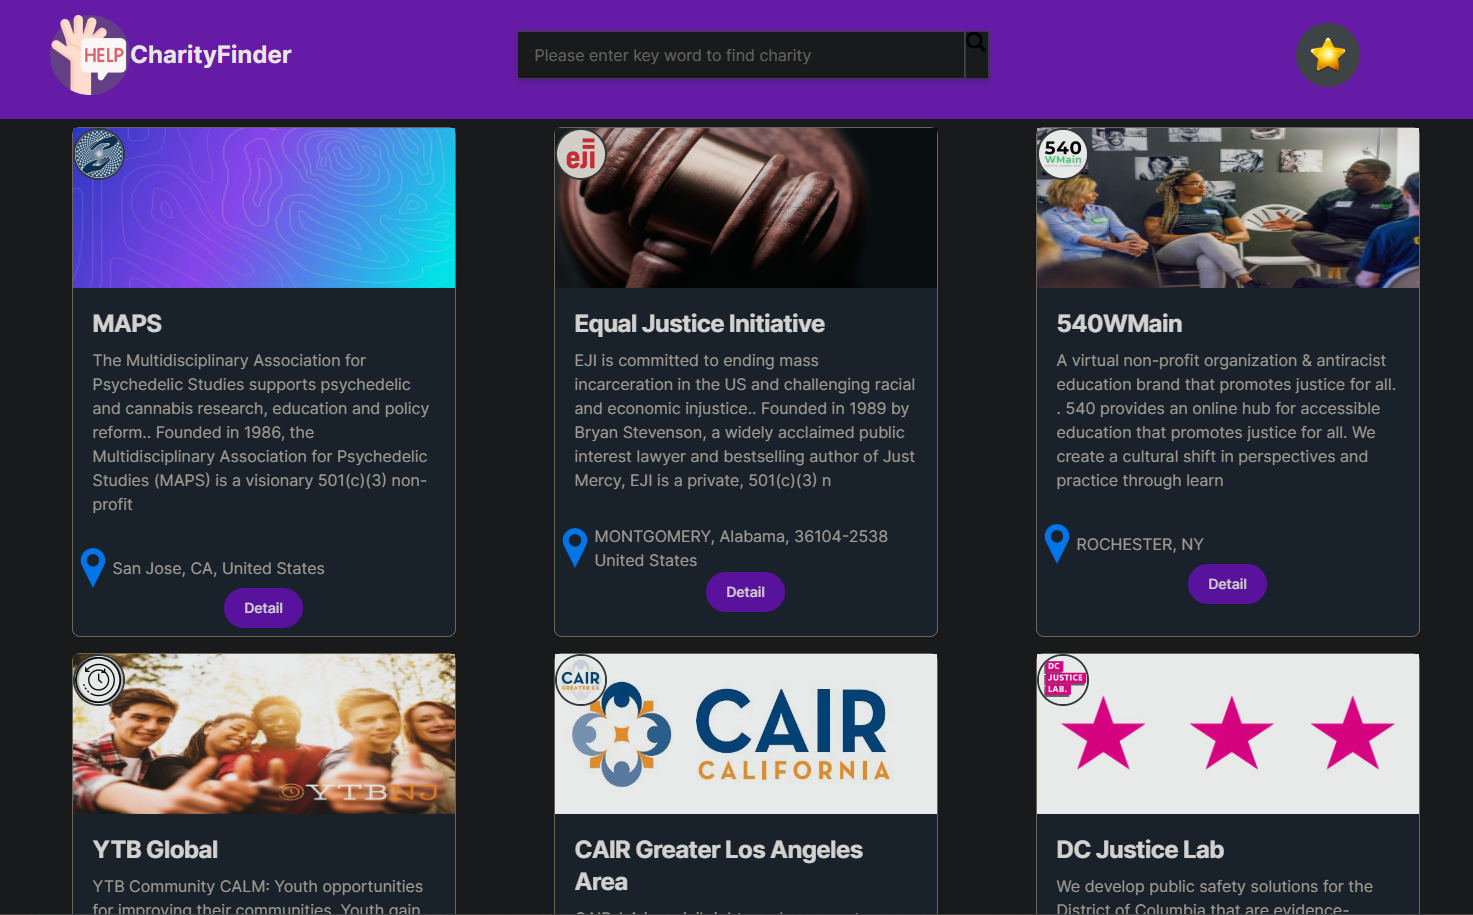 HELP
CharityFinder
Please enter key word to find charity
eji
540
WMain
MAPS
The Multidisciplinary Association for
Psychedelic Studies supports psychedelic
and cannabis research, education and policy
reform.. Founded in 1986, the
Multidisciplinary Association for Psychedelic
Studies (MAPS) is a visionary 501(c)(3) non-
profit
San Jose, CA, United States
Detail
Equal Justice Initiative
EJI is committed to ending mass
incarceration in the US and challenging racial
and economic injustice.. Founded in 1989 by
Bryan Stevenson, a widely acclaimed public
interest lawyer and bestselling author of Just
Mercy, EJI is a private, 501(c)(3) n
MONTGOMERY, Alabama, 36104-2538
United States
Detail
540WMain
A virtual non-profit organization & antiracist
education brand that promotes justice for all.
. 540 provides an online hub for accessible
education that promotes justice for all. We
create a cultural shift in perspectives and
practice through learn
ROCHESTER, NY
Detail
YTBNJ
YTB Global
YTB Community CALM: Youth opportunities
for improving their communities. Youth gain
CAIR
GREATER LA
CAIR
CALIFORNIA
CAIR Greater Los Angeles
Area
DC
JUSTICE
LAB.
DC Justice Lab
We develop public safety solutions for the
District of Columbia that are evidence-